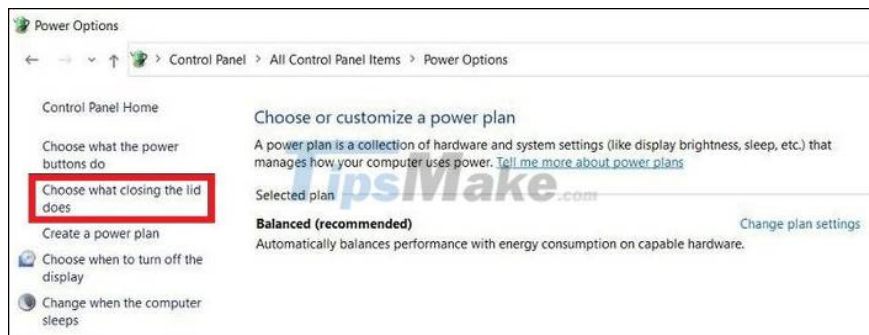 Power Options
Control Panel > All Control Panel Items > Power Options
Control Panel Home
Choose what the power
buttons do
Choose what closing the lid
does
Create a power plan
Choose when to turn off the
display
Change when the computer
sleeps
Choose or customize a power plan
A power plan is a collection of hardware and system settings (like display brightness, sleep, etc.) that
manages how your computer uses power. Tell me more about power plans
TipsMake.com
Selected plan
Balanced (recommended) Change plan settings
Automatically balances performance with energy consumption on capable hardware.